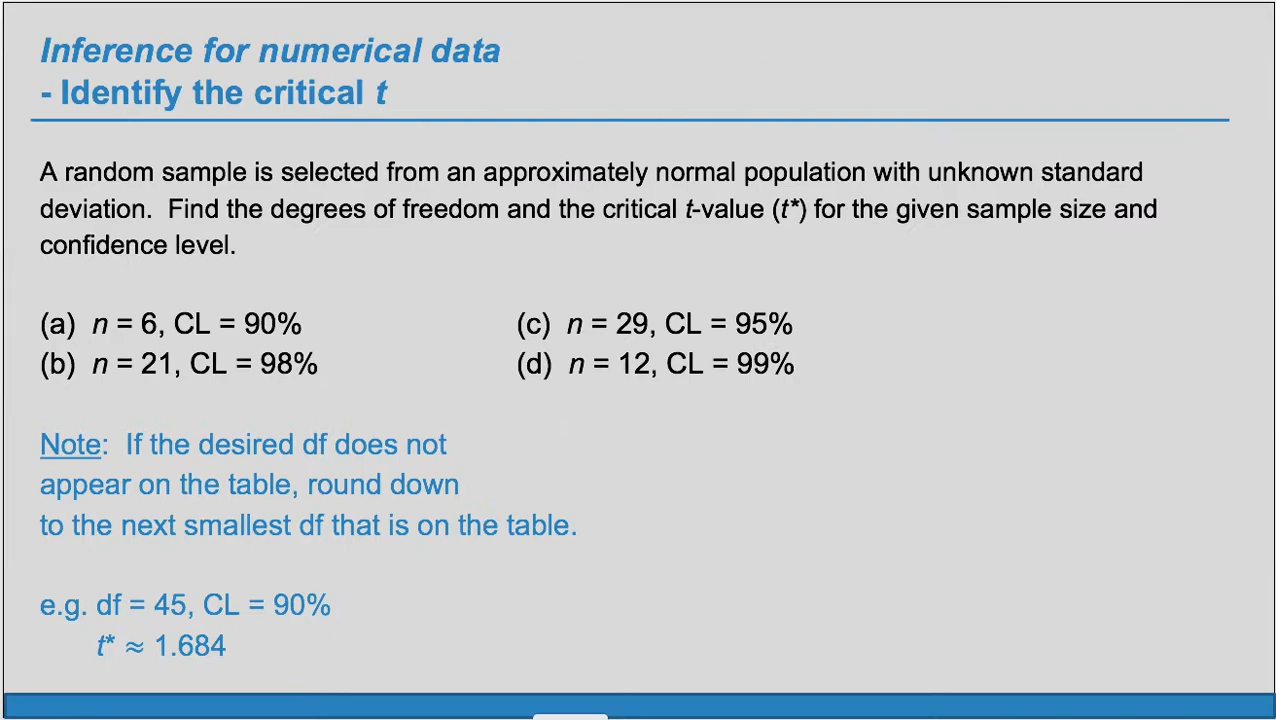 Inference for numerical data
- Identify the critical t
A random sample is selected from an approximately normal population with unknown standard
deviation.  Find the degrees of freedom and the critical t-value (t*) for the given sample size and
confidence level.
(a)  n = 6, CL = 90%
(b)  n = 21, CL = 98%
(c)  n = 29, CL = 95%
(d)  n = 12, CL = 99%
Note:  If the desired df does not
appear on the table, round down
to the next smallest df that is on the table.
e.g. df = 45, CL = 90%
t* ≈ 1.684